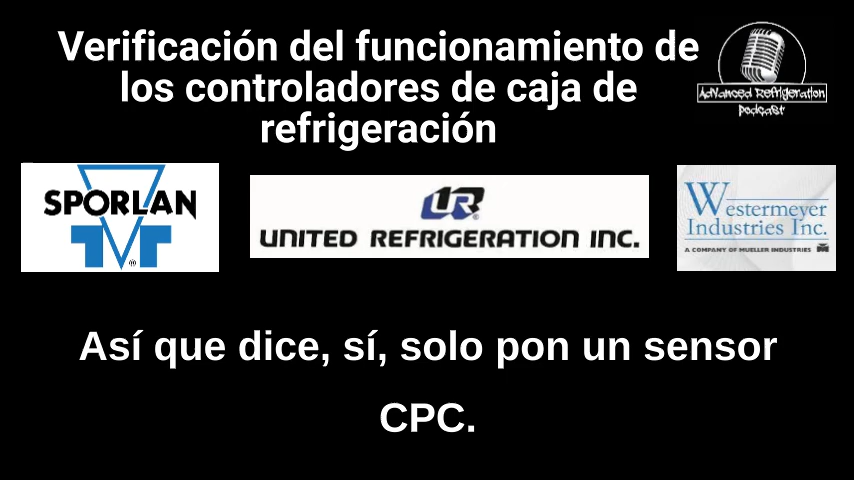 Verificación del funcionamiento de
los controladores de caja de
refrigeración
Advanced Refrigeration
podcast
SPORLAN
UR
UNITED REFRIGERATION INC.
Westermeyer
Industries Inc.
A COMPANY OF MUELLER INDUSTRIES
Así que dice, sí, solo pon un sensor
CPC.